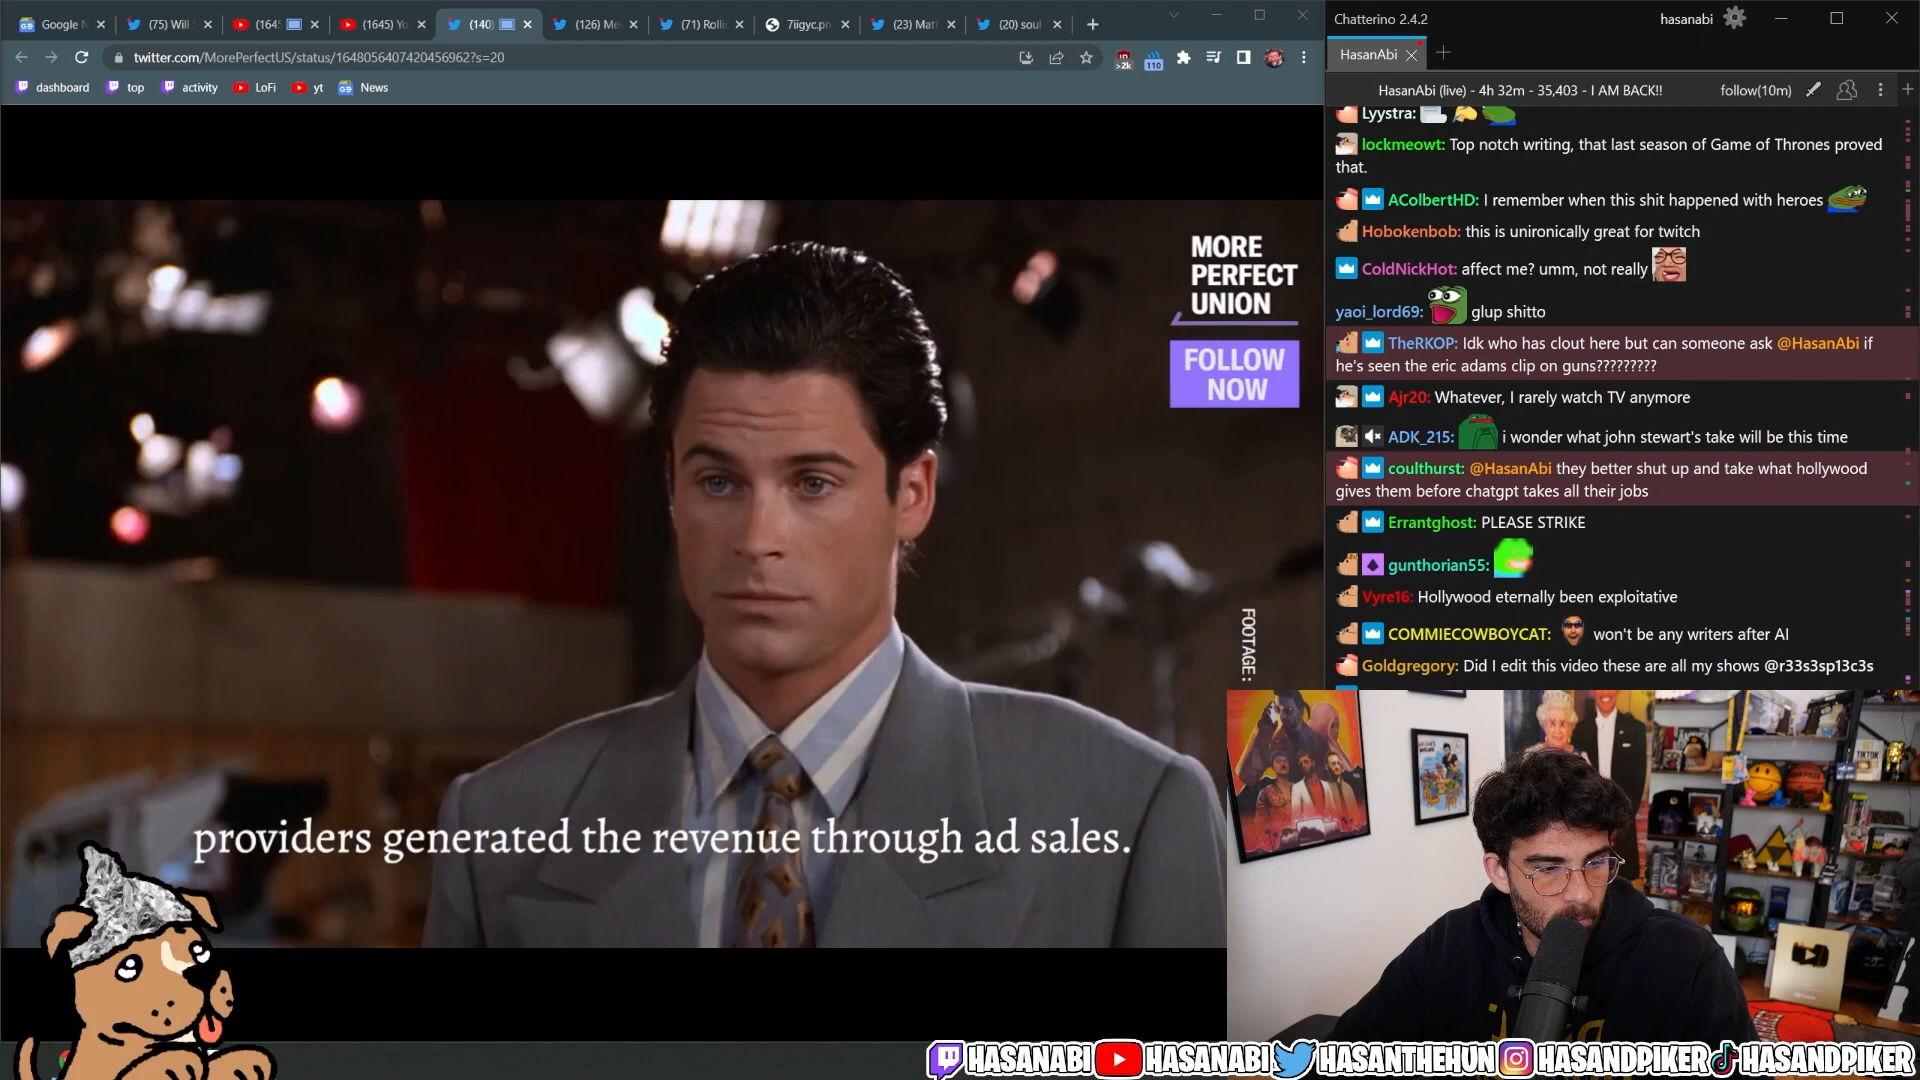 Google N
(75) Will
(164
(1645) Yo
(140)
(126) Me
(71) Rolli
7iigyc.pn
(23) Mat
(20) soul
twitter.com/MorePerfectUS/status/1648056407420456962?s=20
>2k
110
dashboard
top
activity
LoFi
yt
News
MORE
PERFECT
UNION
FOLLOW
NOW
FOOTAGE:
providers generated the revenue through ad sales.
Chatterino 2.4.2
hasanabi
HasanAbi
HasanAbi (live) - 4h 32m - 35,403 - I AM BACK!!
follow(10m)
Lyystra:
lockmeowt: Top notch writing, that last season of Game of Thrones proved
that.
AColbertHD: I remember when this shit happened with heroes
Hobokenbob: this is unironically great for twitch
ColdNickHot: affect me? umm, not really
yaoi_lord69: glup shitto
TheRKOP: Idk who has clout here but can someone ask @HasanAbi if
he's seen the eric adams clip on guns?????????
Ajr20: Whatever, I rarely watch TV anymore
ADK_215: i wonder what john stewart's take will be this time
coulthurst: @HasanAbi they better shut up and take what hollywood
gives them before chatgpt takes all their jobs
Errantghost: PLEASE STRIKE
gunthorian55:
Vyre16: Hollywood eternally been exploitative
COMMIECOWBOYCAT: won't be any writers after AI
Goldgregory: Did I edit this video these are all my shows @r33s3sp13c3s
TIKTOK
HASANABI
HASANABI
HASANTHEHUN
HASANDPIKER
HASANDPIKER